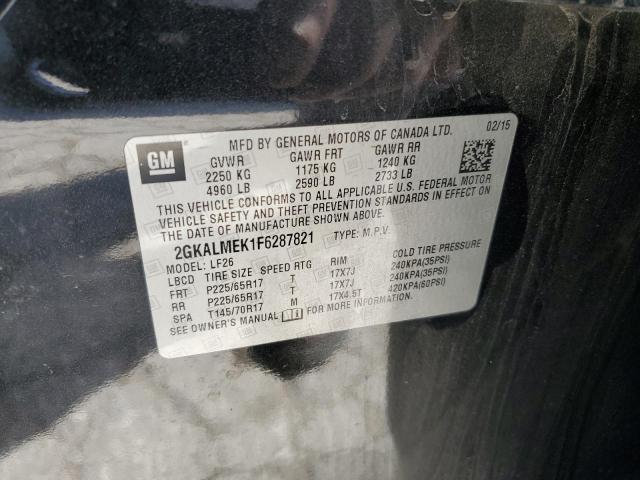 GM
MFD BY GENERAL MOTORS OF CANADA LTD. 02/15
GVWR GAWR FRT GAWR RR
2250 KG 1175 KG 1240 KG
4960 LB 2590 LB 2733 LB
THIS VEHICLE CONFORMS TO ALL APPLICABLE U.S. FEDERAL MOTOR
VEHICLE SAFETY AND THEFT PREVENTION STANDARDS IN EFFECT ON
THE DATE OF MANUFACTURE SHOWN ABOVE.
2GKALMEK1F6287821 TYPE: M.P.V.
MODEL: LF26
LBCD TIRE SIZE SPEED RTG RIM COLD TIRE PRESSURE
FRT P225/65R17 T 17X7J 240KPA(35PSI)
RR P225/65R17 T 17X7J 240KPA(35PSI)
SPA T145/70R17 M 17X4.5T 420KPA(60PSI)
SEE OWNER'S MANUAL FOR MORE INFORMATION.